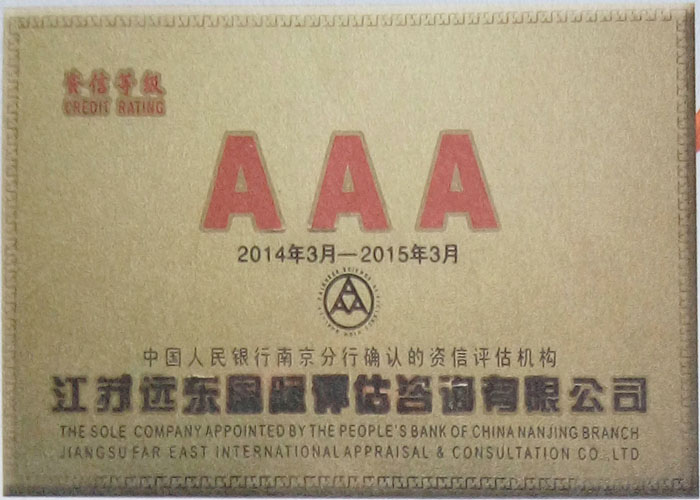 资信等级
CREDIT RATING
AAA
2014年3月—2015年3月
中国人民银行南京分行确认的资信评估机构
江苏远东国际评估咨询有限公司
THE SOLE COMPANY APPOINTED BY THE PEOPLE'S BANK OF CHINA NANJING BRANCH
JIANGSU FAR EAST INTERNATIONAL APPRAISAL & CONSULTATION CO., LTD